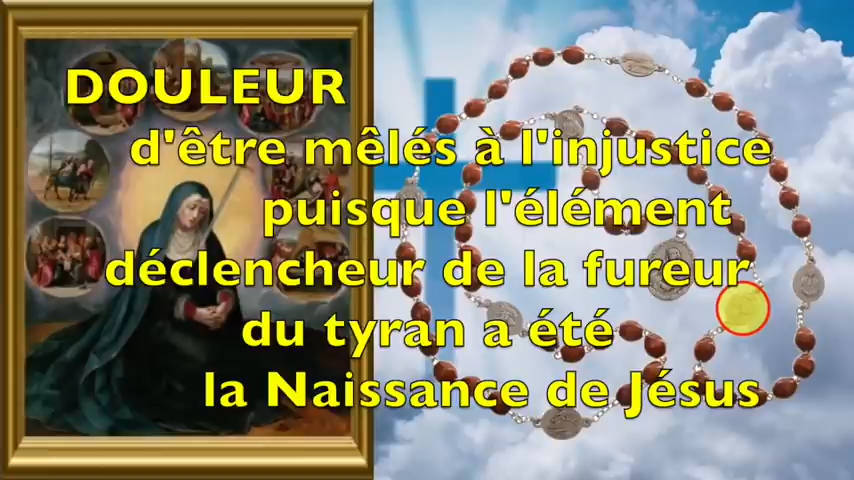 DOULEUR
d'être mêlés à l'injustice
puisque l'élément
déclencheur de la fureur
du tyran a été
la Naissance de Jésus